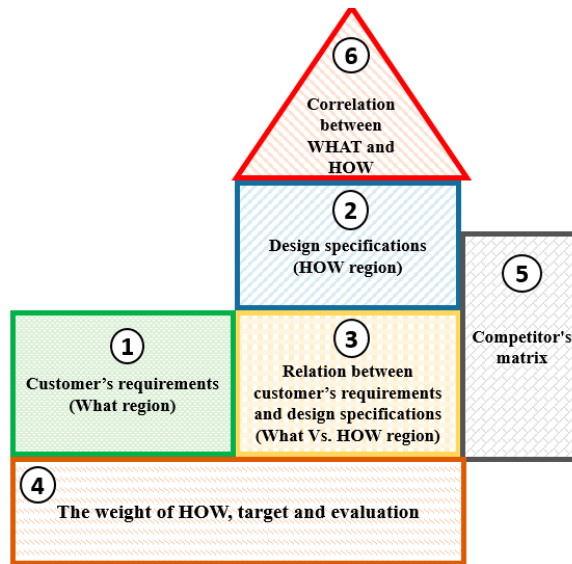 6
Correlation
between
WHAT and
HOW
2
Design specifications
(HOW region)
5
Competitor's
matrix
1
Customer’s requirements
(What region)
3
Relation between
customer’s requirements
and design specifications
(What Vs. HOW region)
4
The weight of HOW, target and evaluation